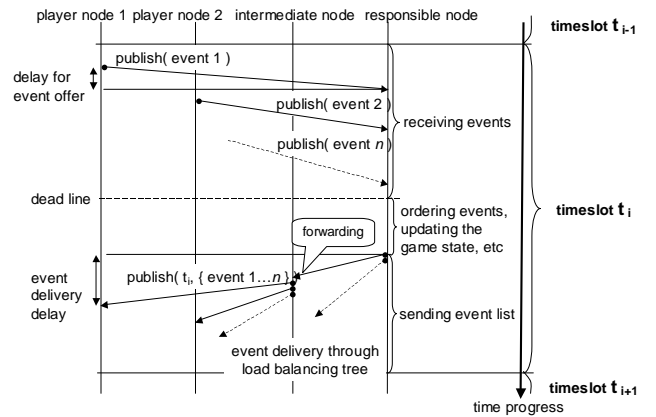 player node 1 player node 2 intermediate node responsible node
timeslot t i-1
publish( event 1 )
delay for
event offer
publish( event 2 )
receiving events
publish( event n )
dead line
ordering events,
updating the
game state, etc
timeslot t i
forwarding
publish( ti, { event 1…n } )
event
delivery
delay
sending event list
event delivery through
load balancing tree
timeslot t i+1
time progress